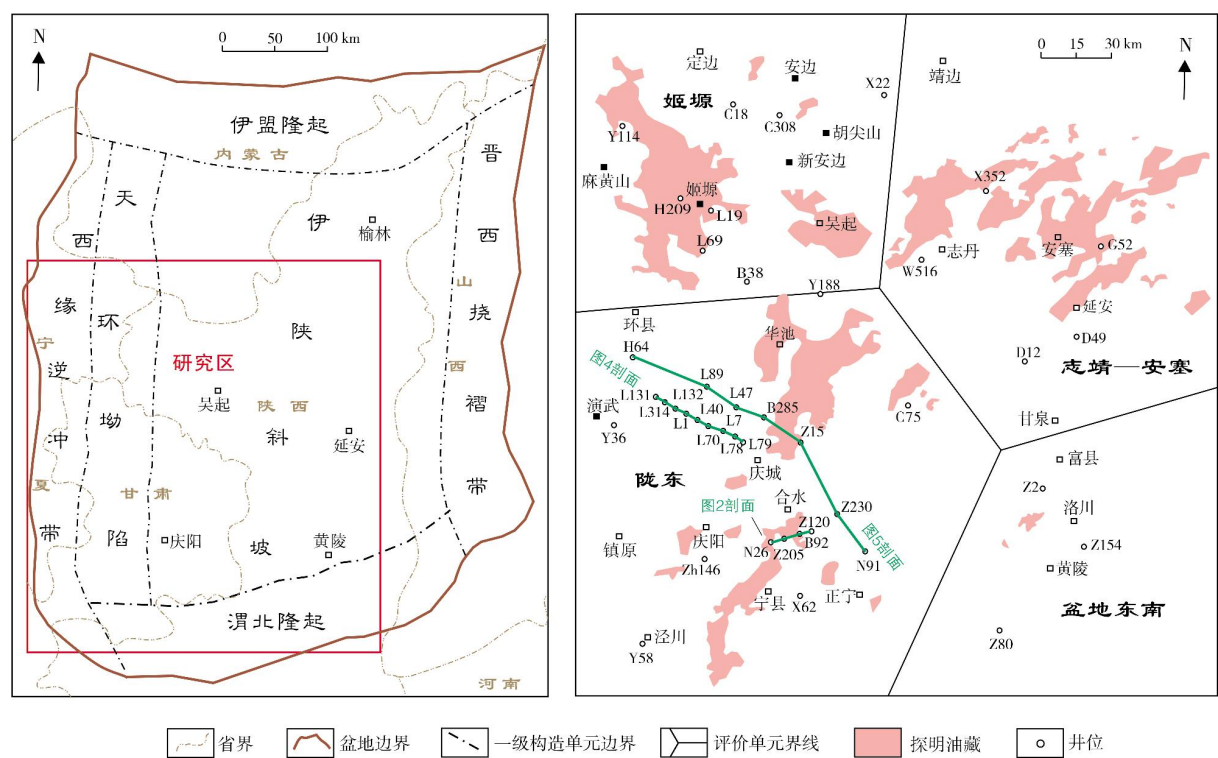 N
0 50 100 km
伊盟隆起
内蒙古
晋西挠褶带
天环坳陷
西缘逆冲带
伊陕斜坡
榆林
山西
宁夏
研究区
吴起
陕西
延安
甘肃
庆阳
黄陵
渭北隆起
河南
N
0 15 30 km
定边
安边
X22
靖边
姬塬
C18
C308
Y114
胡尖山
麻黄山
新安边
X352
姬塬
H209
L19
吴起
安塞
G52
L69
志丹
W516
B38
Y188
延安
环县
华池
D49
H64
D12
志靖—安塞
图4剖面
L89
L131
L132
L47
演武
L314
L40
L7
B285
C75
甘泉
Y36
L1
L70
L78
L79
Z15
庆城
富县
陇东
Z2
合水
洛川
图2剖面
Z120
Z230
镇原
庆阳
N26
Z205
B92
图5剖面
Z154
Zh146
N91
黄陵
宁县
X62
正宁
盆地东南
泾川
Y58
Z80
省界
盆地边界
一级构造单元边界
评价单元界线
探明油藏
井位